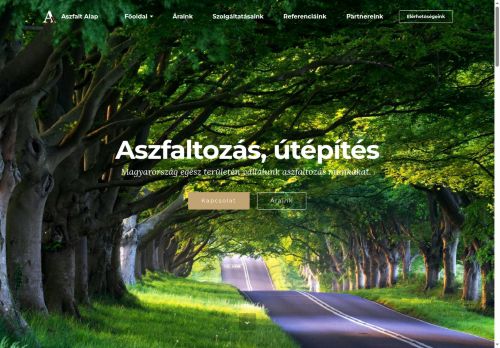 Aszfalt Alap
Főoldal
Áraink
Szolgáltatásaink
Referenciáink
Partnereink
Elérhetőségeink
Aszfaltozás, útépítés
Magyarország egész területén vállalunk aszfaltozás munkákat.
Kapcsolat
Áraink